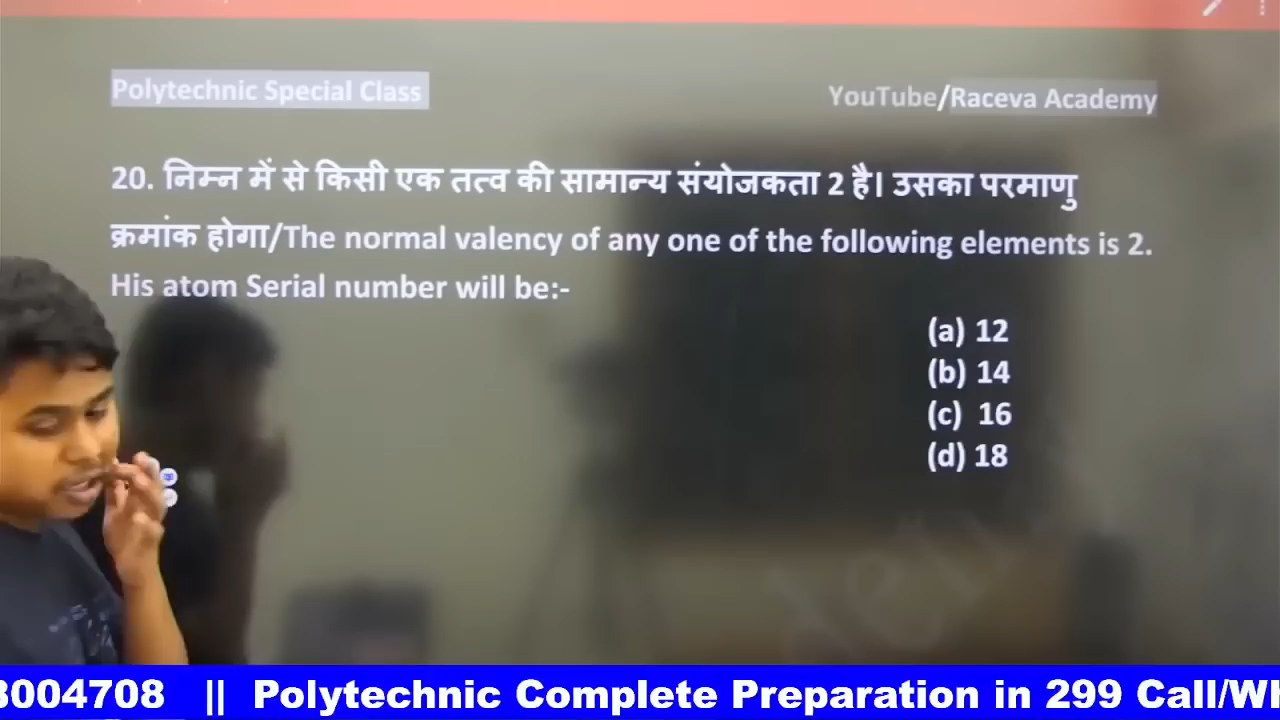 Polytechnic Special Class
YouTube/Raceva Academy
20. निम्न में से किसी एक तत्व की सामान्य संयोजकता 2 है। उसका परमाणु
क्रमांक होगा/The normal valency of any one of the following elements is 2.
His atom Serial number will be:-
(a) 12
(b) 14
(c) 16
(d) 18
3004708 || Polytechnic Complete Preparation in 299 Call/Wh